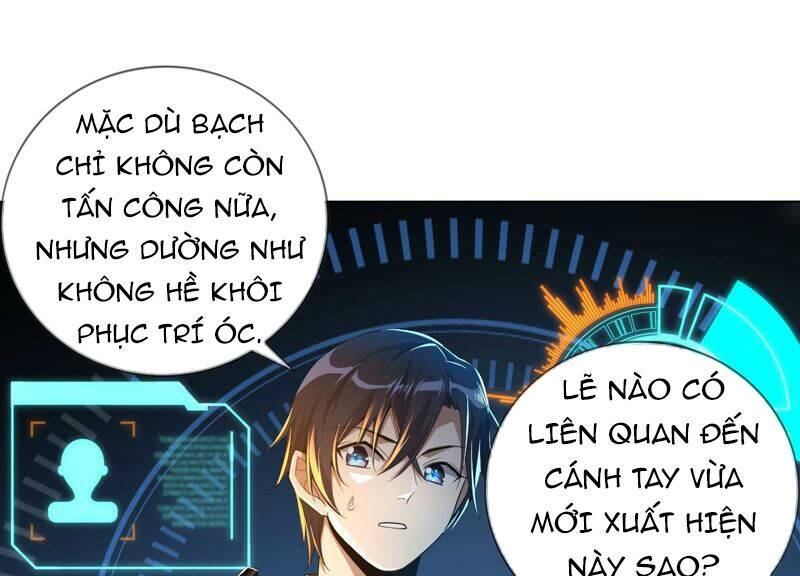 MẶC DÙ BẠCH
CHỈ KHÔNG CÒN
TẤN CÔNG NỮA,
NHƯNG DƯỜNG NHƯ
KHÔNG HỀ KHÔI
PHỤC TRÍ ÓC.
LẼ NÀO CÓ
LIÊN QUAN ĐẾN
CÁNH TAY VỪA
MỚI XUẤT HIỆN
NÀY SAO?